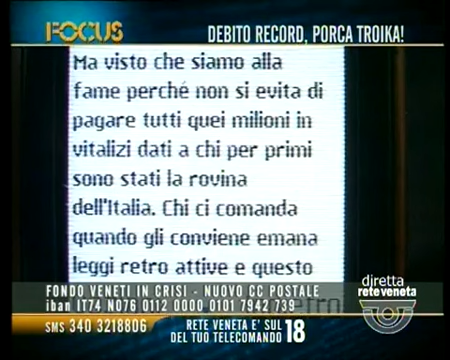 FOCUS
DEBITO RECORD, PORCA TROIKA!
Ma visto che siamo alla
fame perché non si evita di
pagare tutti quei milioni in
vitalizi dati a chi per primi
sono stati la rovina
dell'Italia. Chi ci comanda
quando gli conviene emana
leggi retro attive e questo
retro
FONDO VENETI IN CRISI - NUOVO CC POSTALE
iban IT74 N076 0112 0000 0101 7942 739
diretta
reteveneta
SMS 340 3218806
RETE VENETA E' SUL
DEL TUO TELECOMANDO 18